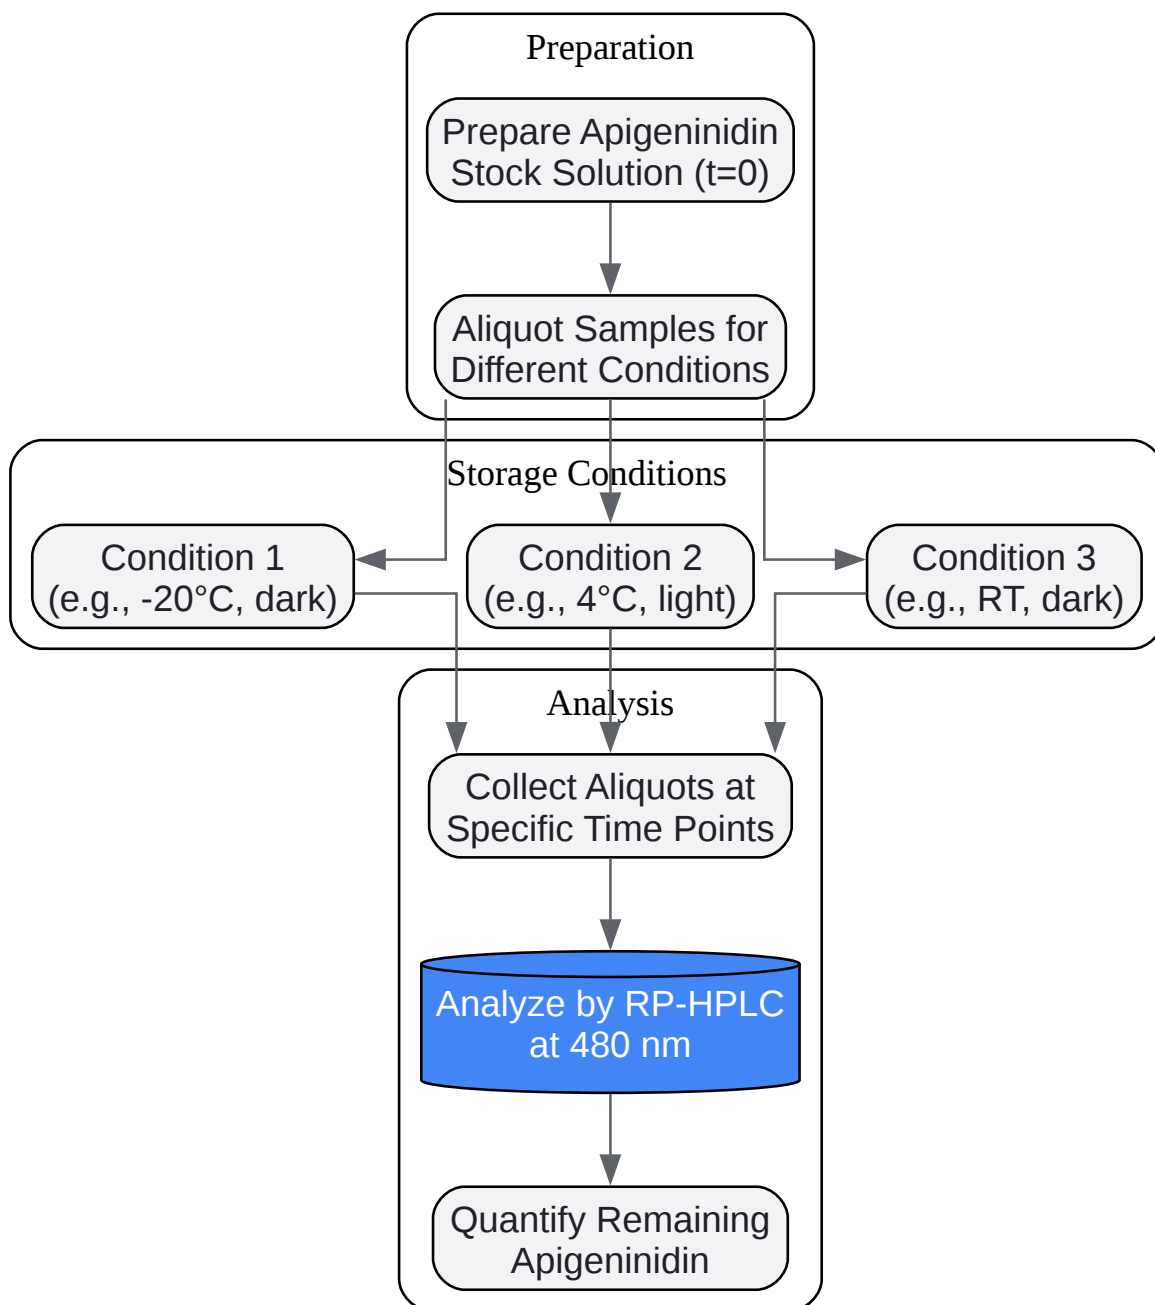 Preparation
Prepare Apigeninidin
Stock Solution (t=0)
Aliquot Samples for
Different Conditions
Storage Conditions
Condition 1
(e.g., -20°C, dark)
Condition 2
(e.g., 4°C, light)
Condition 3
(e.g., RT, dark)
Analysis
Collect Aliquots at
Specific Time Points
Analyze by RP-HPLC
at 480 nm
Quantify Remaining
Apigeninidin